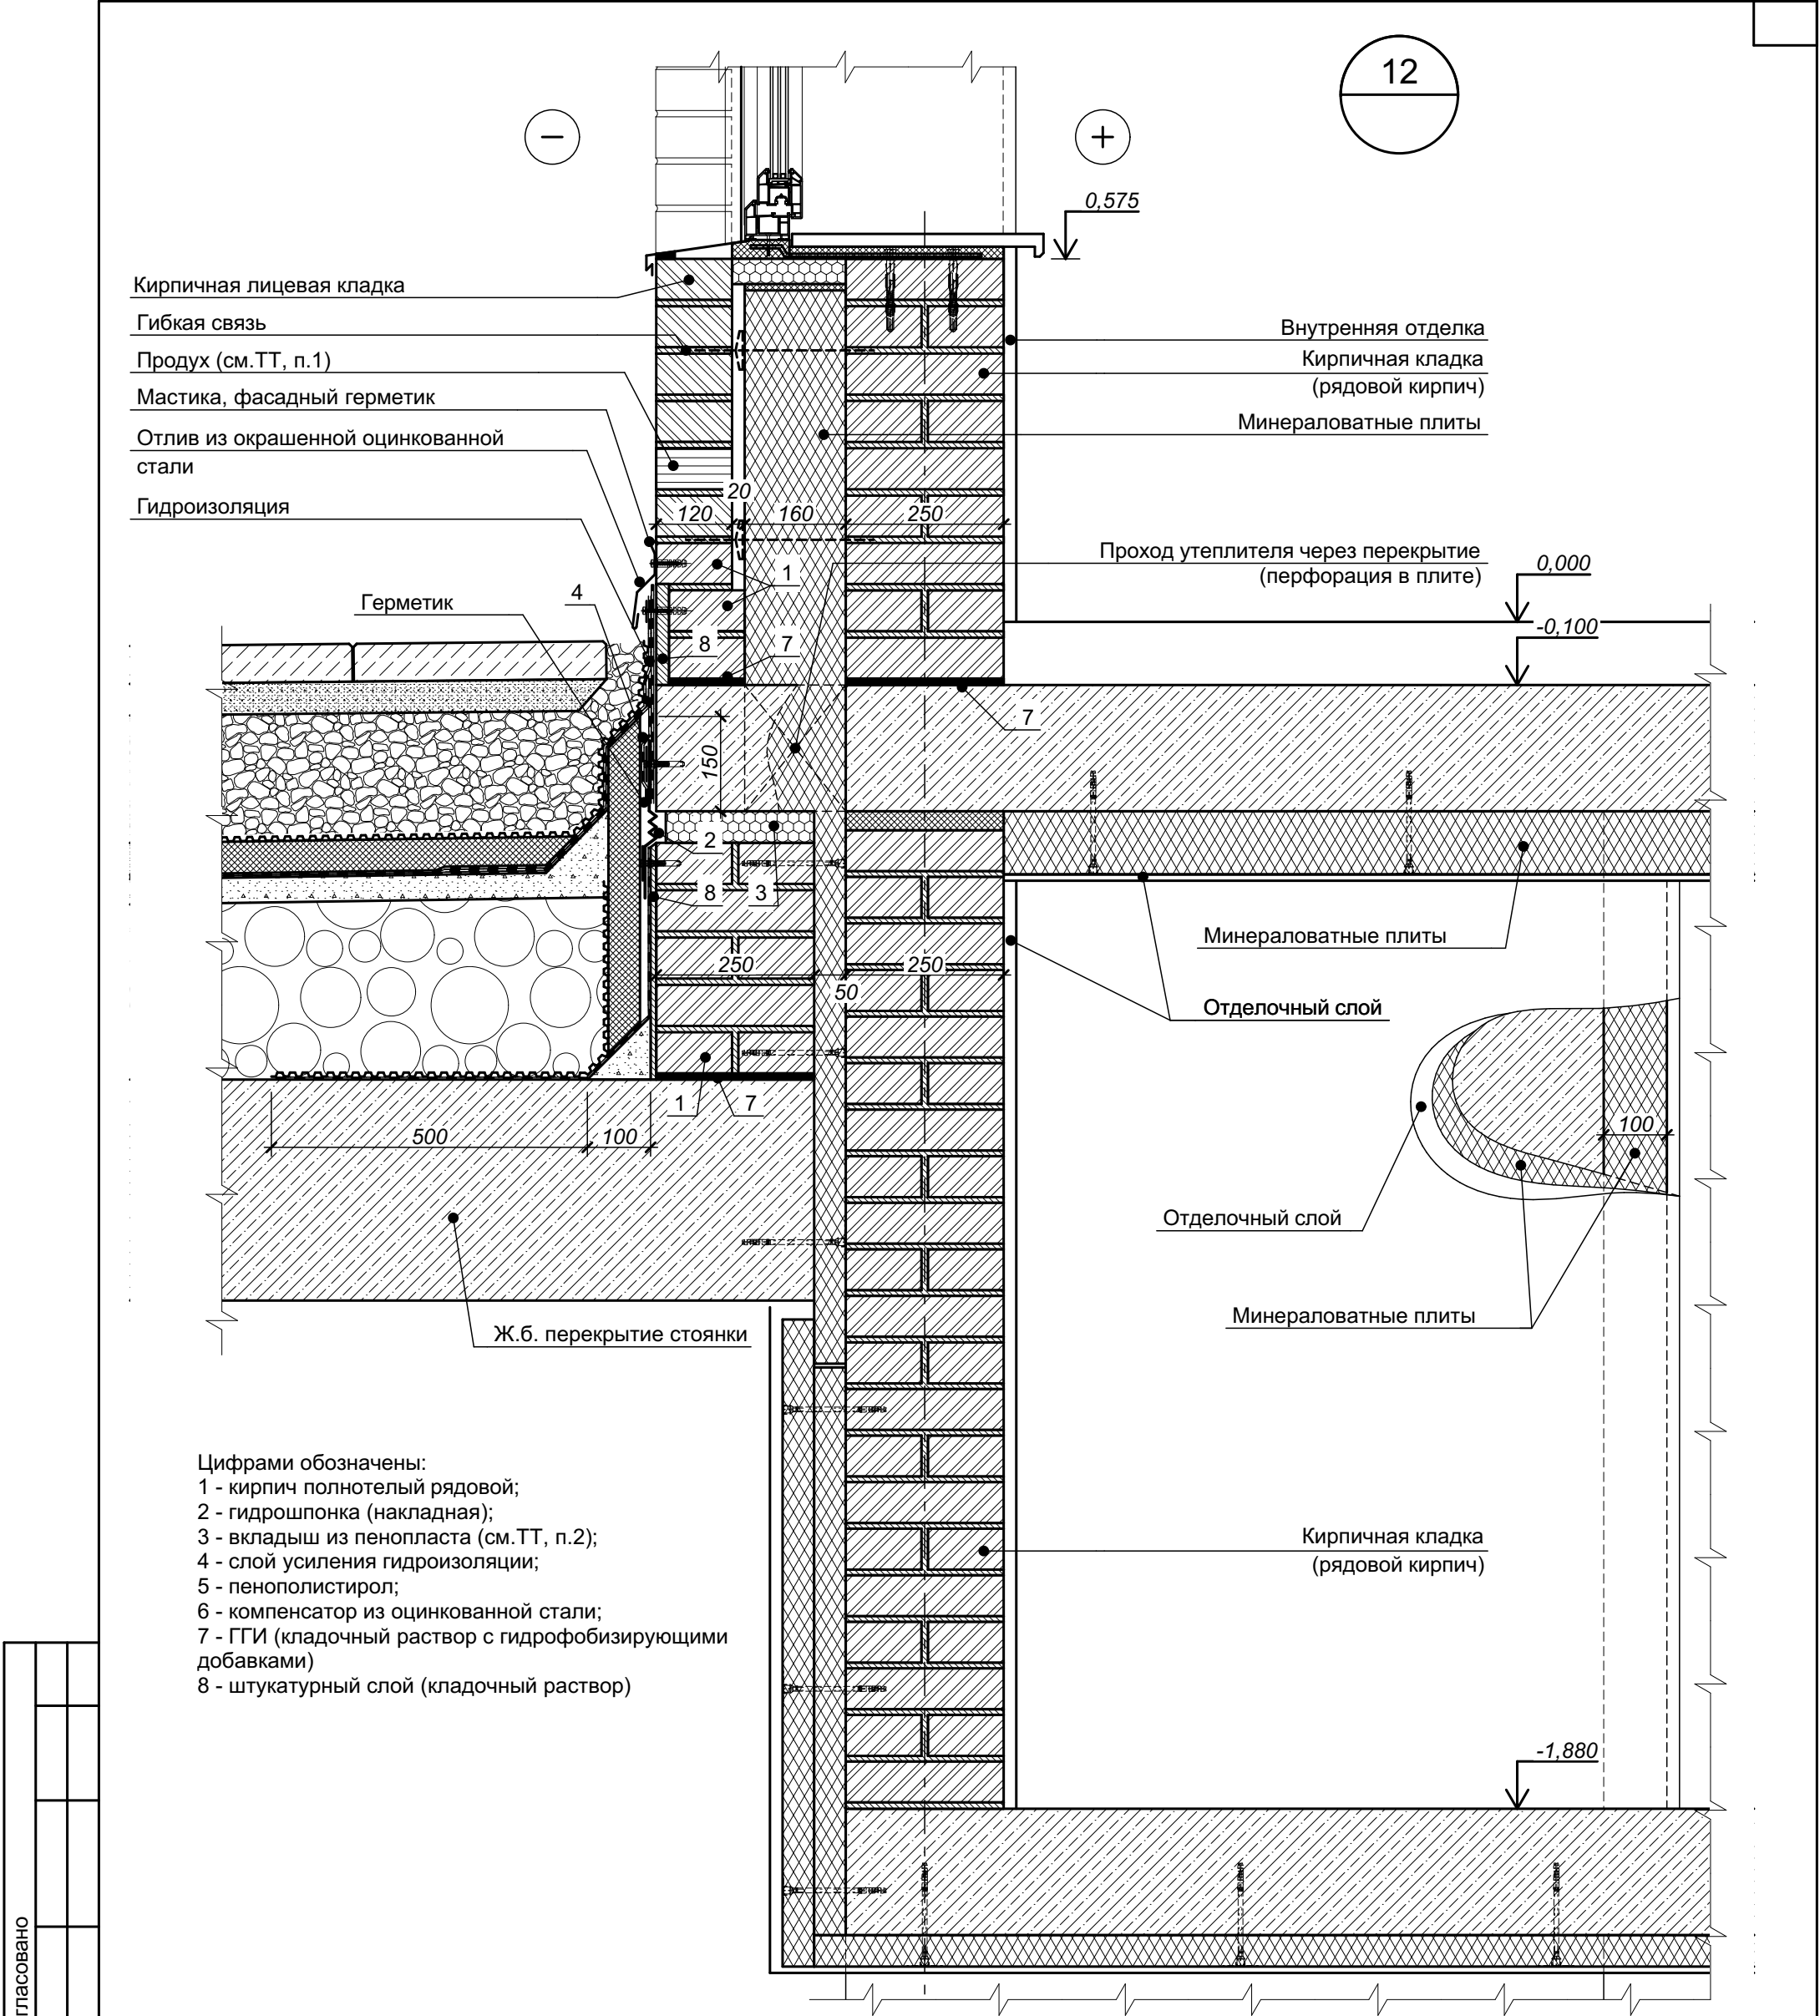 12
−
+
0,575
Кирпичная лицевая кладка
Гибкая связь
Продух (см.ТТ, п.1)
Мастика, фасадный герметик
Отлив из окрашенной оцинкованной
стали
Гидроизоляция
Герметик
4
Внутренняя отделка
Кирпичная кладка
(рядовой кирпич)
Минераловатные плиты
20
120
160
250
Проход утеплителя через перекрытие
(перфорация в плите)
0,000
-0,100
1
8
7
7
150
2
8
3
Минераловатные плиты
250
250
50
Отделочный слой
1
7
500
100
100
Отделочный слой
Минераловатные плиты
Ж.б. перекрытие стоянки
Цифрами обозначены:
1 - кирпич полнотелый рядовой;
2 - гидрошпонка (накладная);
3 - вкладыш из пенопласта (см.ТТ, п.2);
4 - слой усиления гидроизоляции;
5 - пенополистирол;
6 - компенсатор из оцинкованной стали;
7 - ГГИ (кладочный раствор с гидрофобизирующими
добавками)
8 - штукатурный слой (кладочный раствор)
Кирпичная кладка
(рядовой кирпич)
-1,880
гласовано